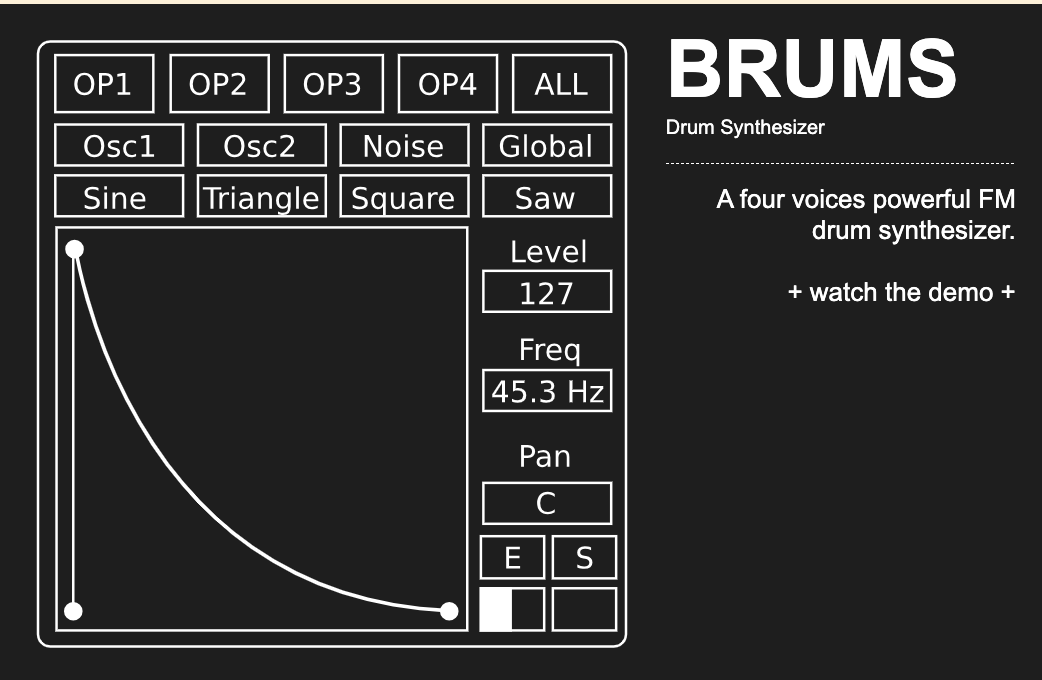 OP1 OP2 OP3 OP4 ALL
Osc1 Osc2 Noise Global
Sine Triangle Square Saw
Level
127
Freq
45.3 Hz
Pan
C
E S
BRUMS
Drum Synthesizer
A four voices powerful FM
drum synthesizer.
+ watch the demo +